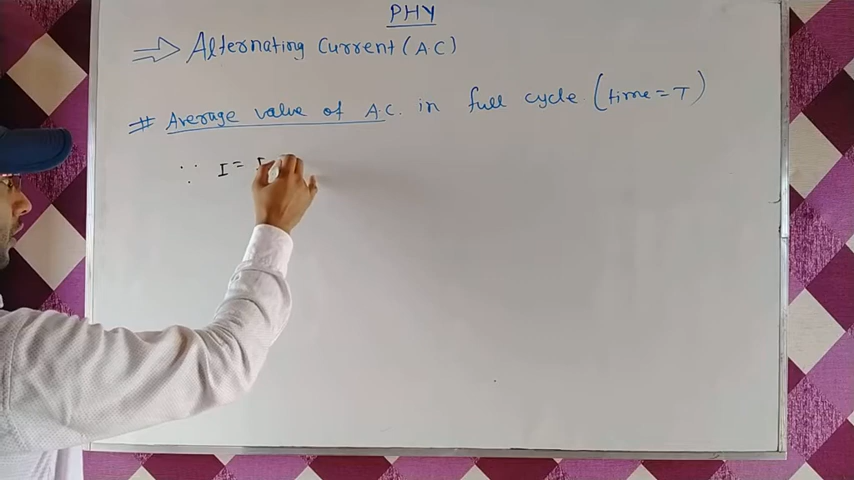 PHY
⇒ Alternating Current (A.C)
# Average value of A.C. in full cycle. (time = T)
∵ I = I